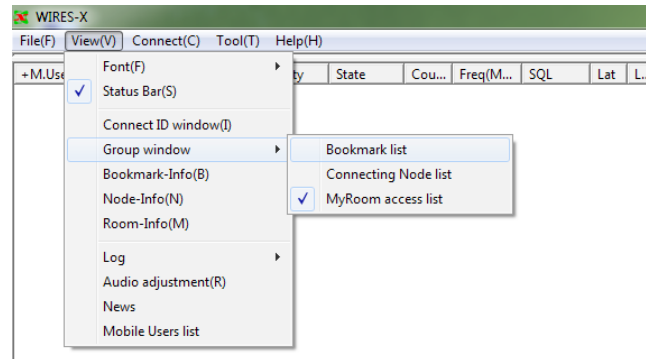 WIRES-X
File(F) View(V) Connect(C) Tool(T) Help(H)
+M.Use ty State Cou... Freq(M... SQL Lat L..
Font(F)
Status Bar(S)
Connect ID window(I)
Group window
Bookmark list
Bookmark-Info(B)
Connecting Node list
Node-Info(N)
MyRoom access list
Room-Info(M)
Log
Audio adjustment(R)
News
Mobile Users list